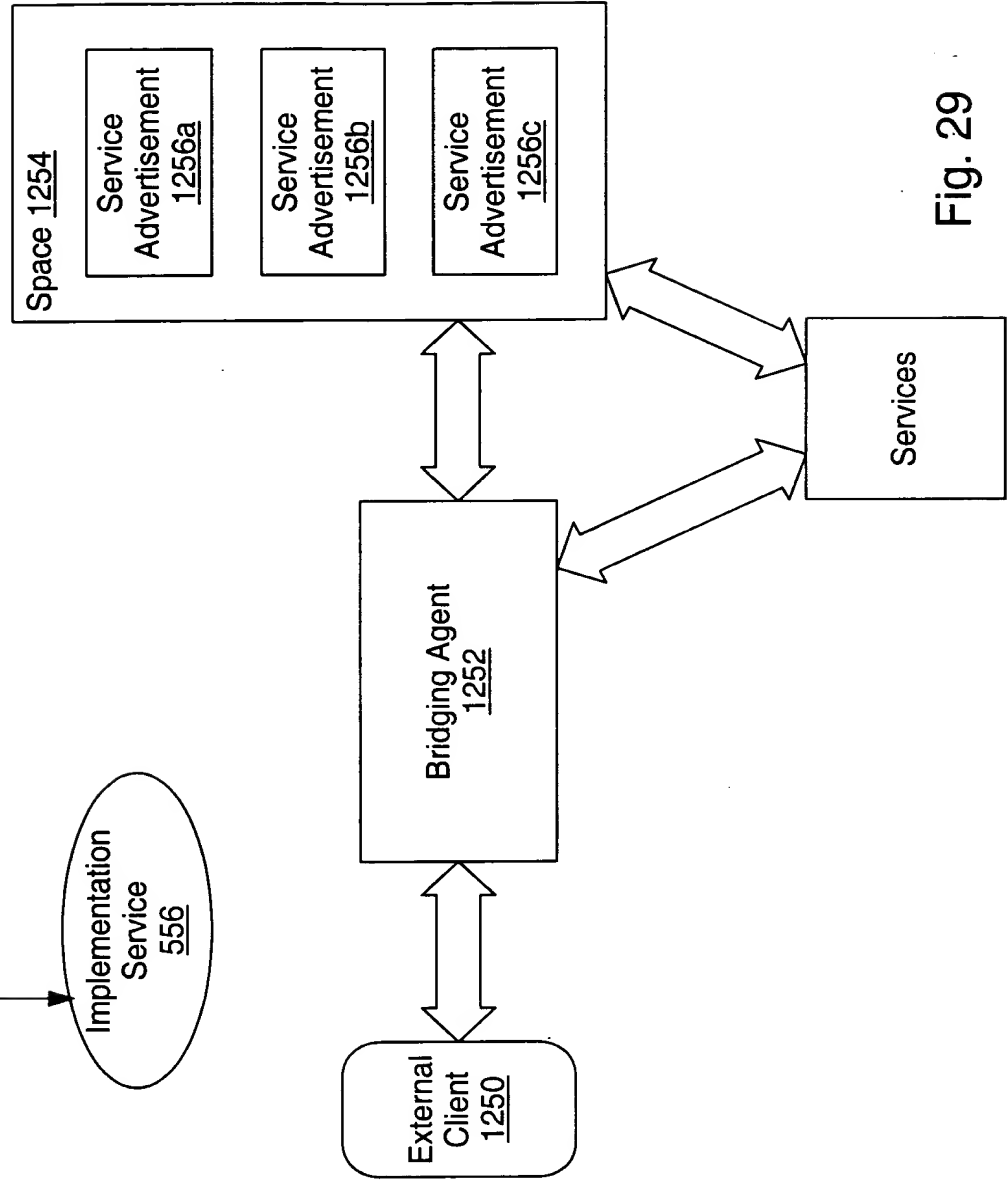 Implementation
Service
556
External
Client
1250
Bridging Agent
1252
Space 1254
Service
Advertisement
1256a
Service
Advertisement
1256b
Service
Advertisement
1256c
Services
Fig. 29